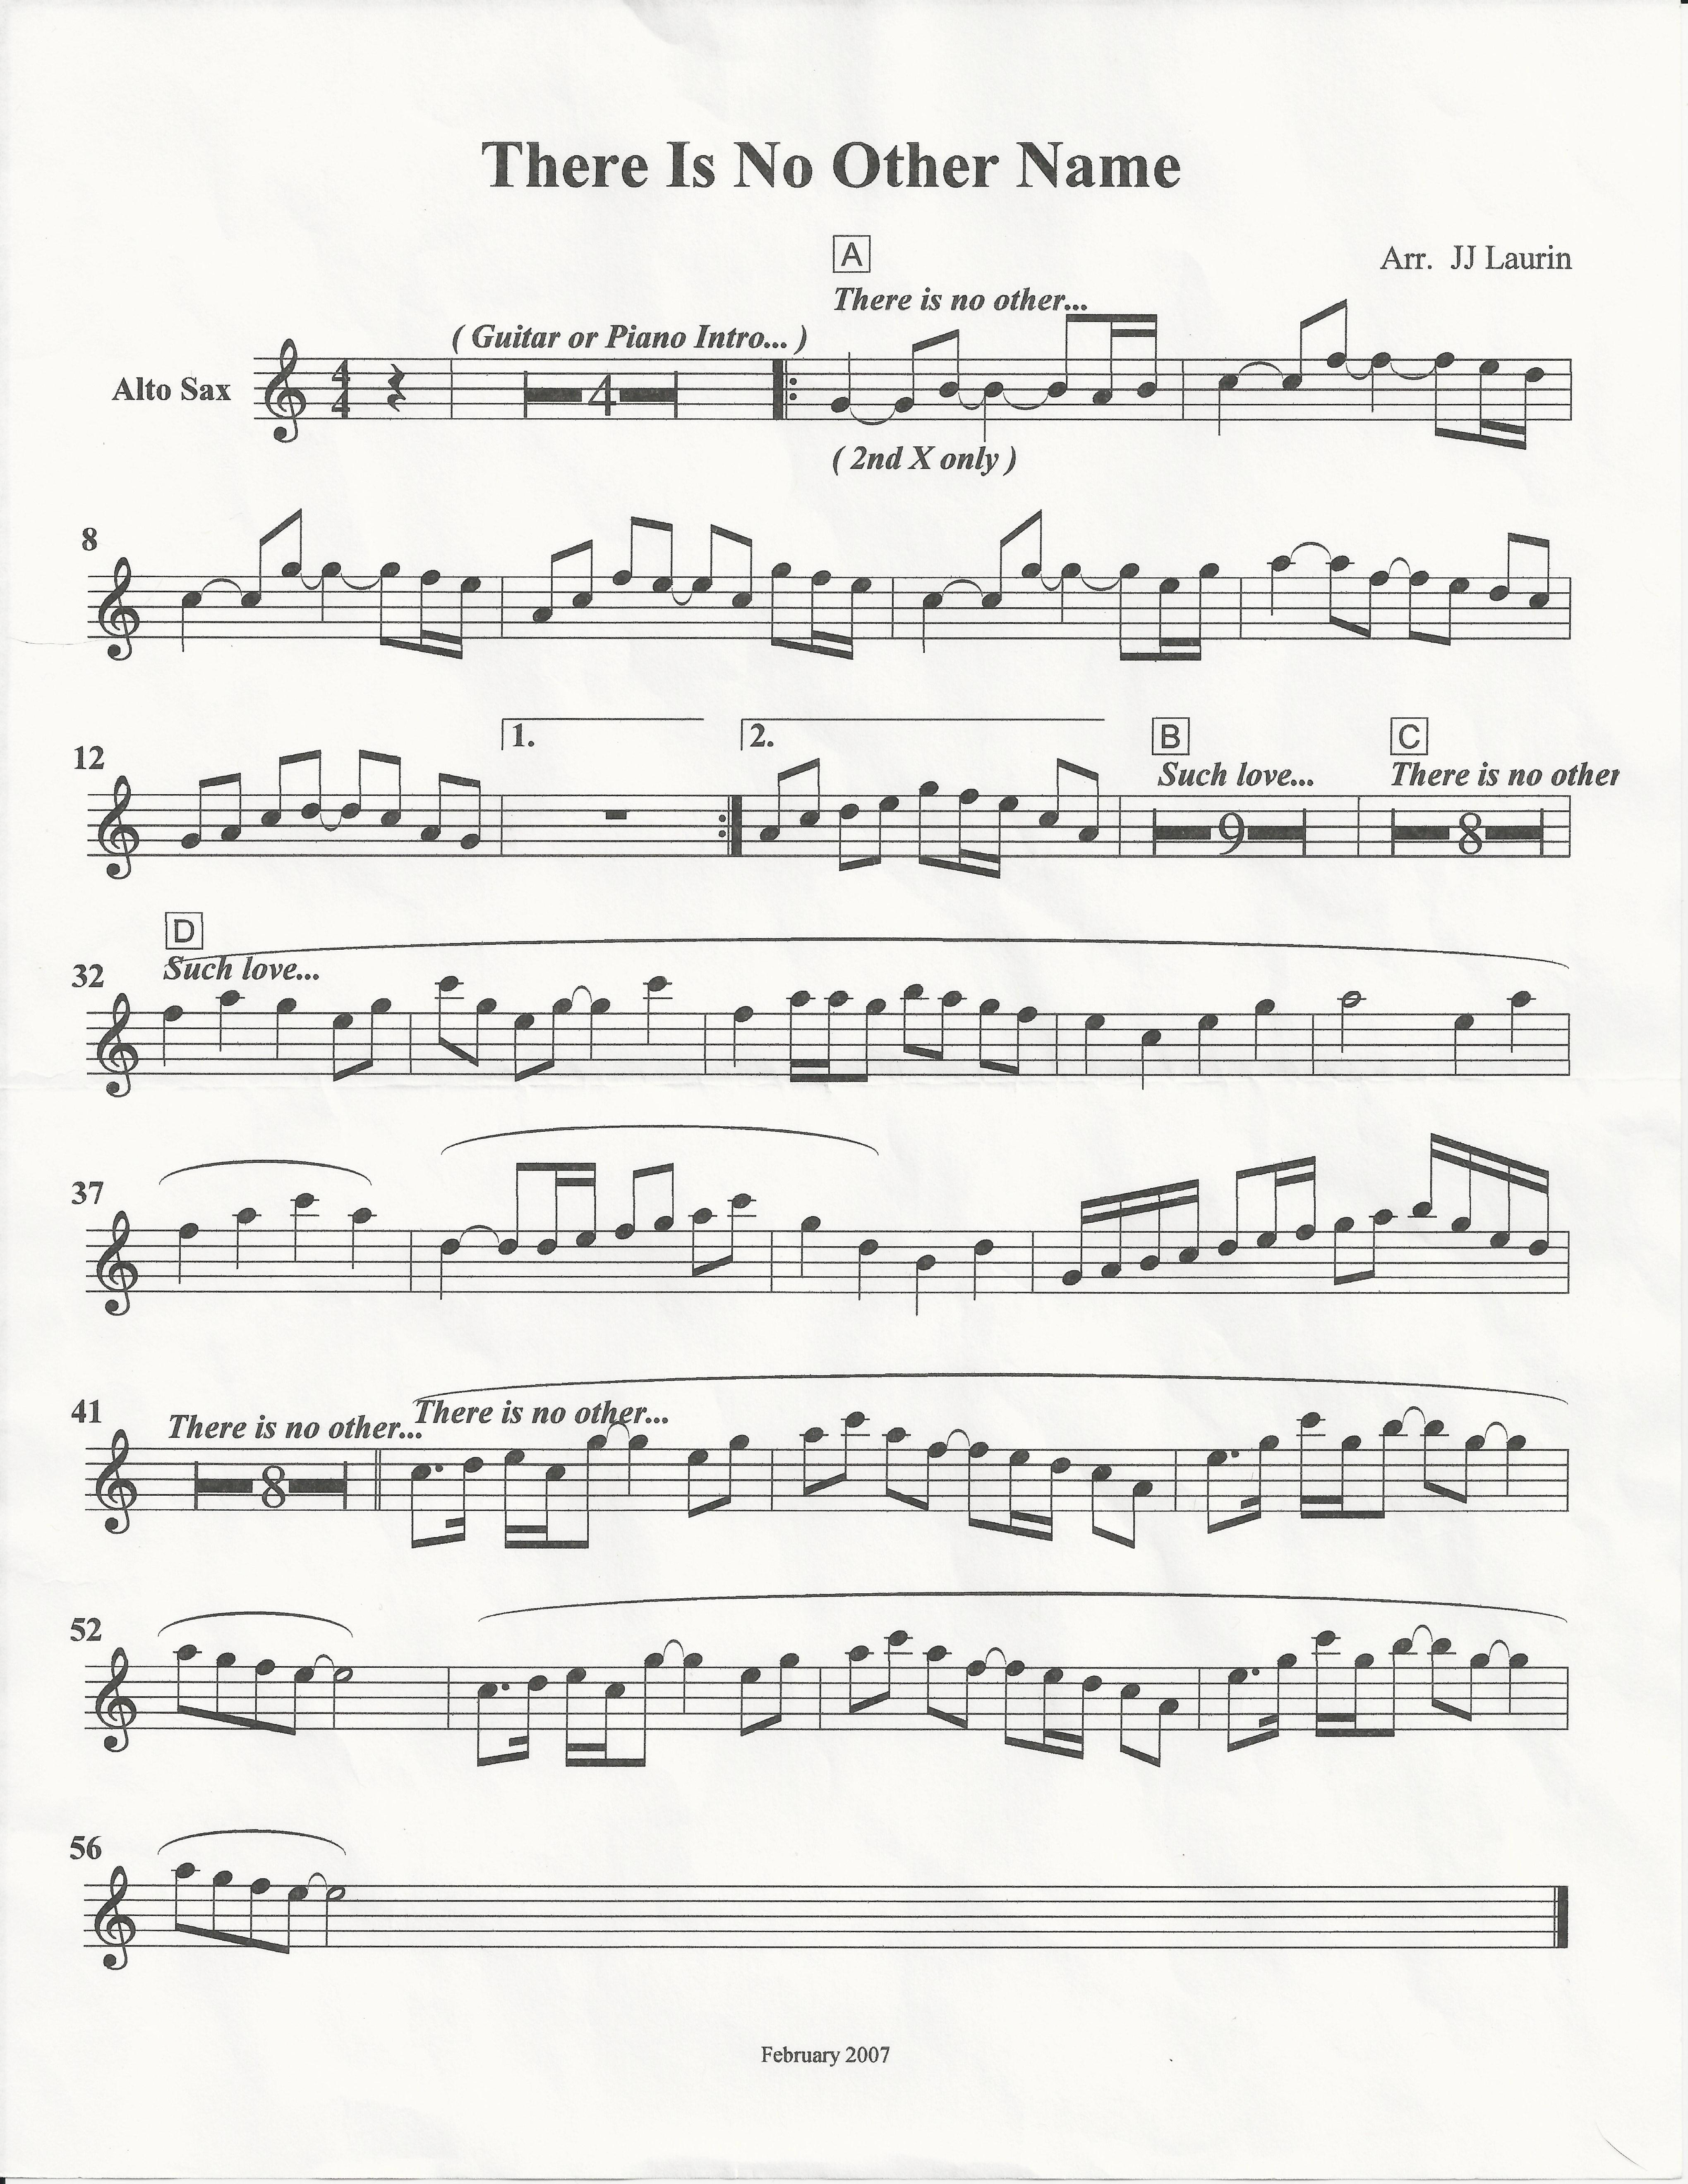 There Is No Other Name
A
Arr. JJ Laurin
There is no other...
( Guitar or Piano Intro... )
Alto Sax
4
4
4
( 2nd X only )
8
12
1.
2.
B
C
Such love...
There is no other
9
8
D
32
Such love...
37
41
There is no other...
There is no other...
8
52
56
February 2007